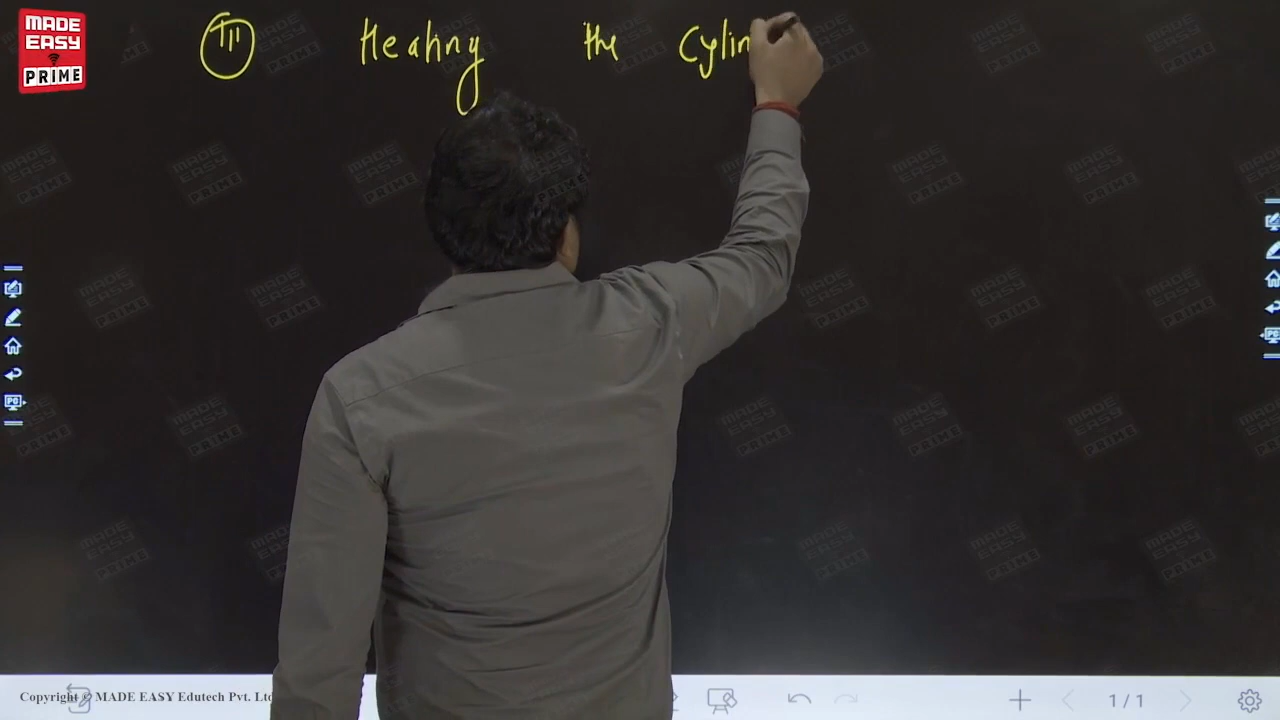 MADE
EASY
PRIME
III Heating the Cylin
Copyright © MADE EASY Edutech Pvt. Ltd
1 / 1